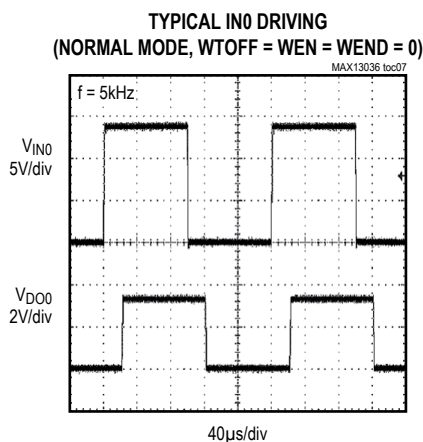 TYPICAL IN0 DRIVING
(NORMAL MODE, WTOFF = WEN = WEND = 0)
MAX13036 toc07
f = 5kHz
VIN0
5V/div
VDO0
2V/div
40µs/div